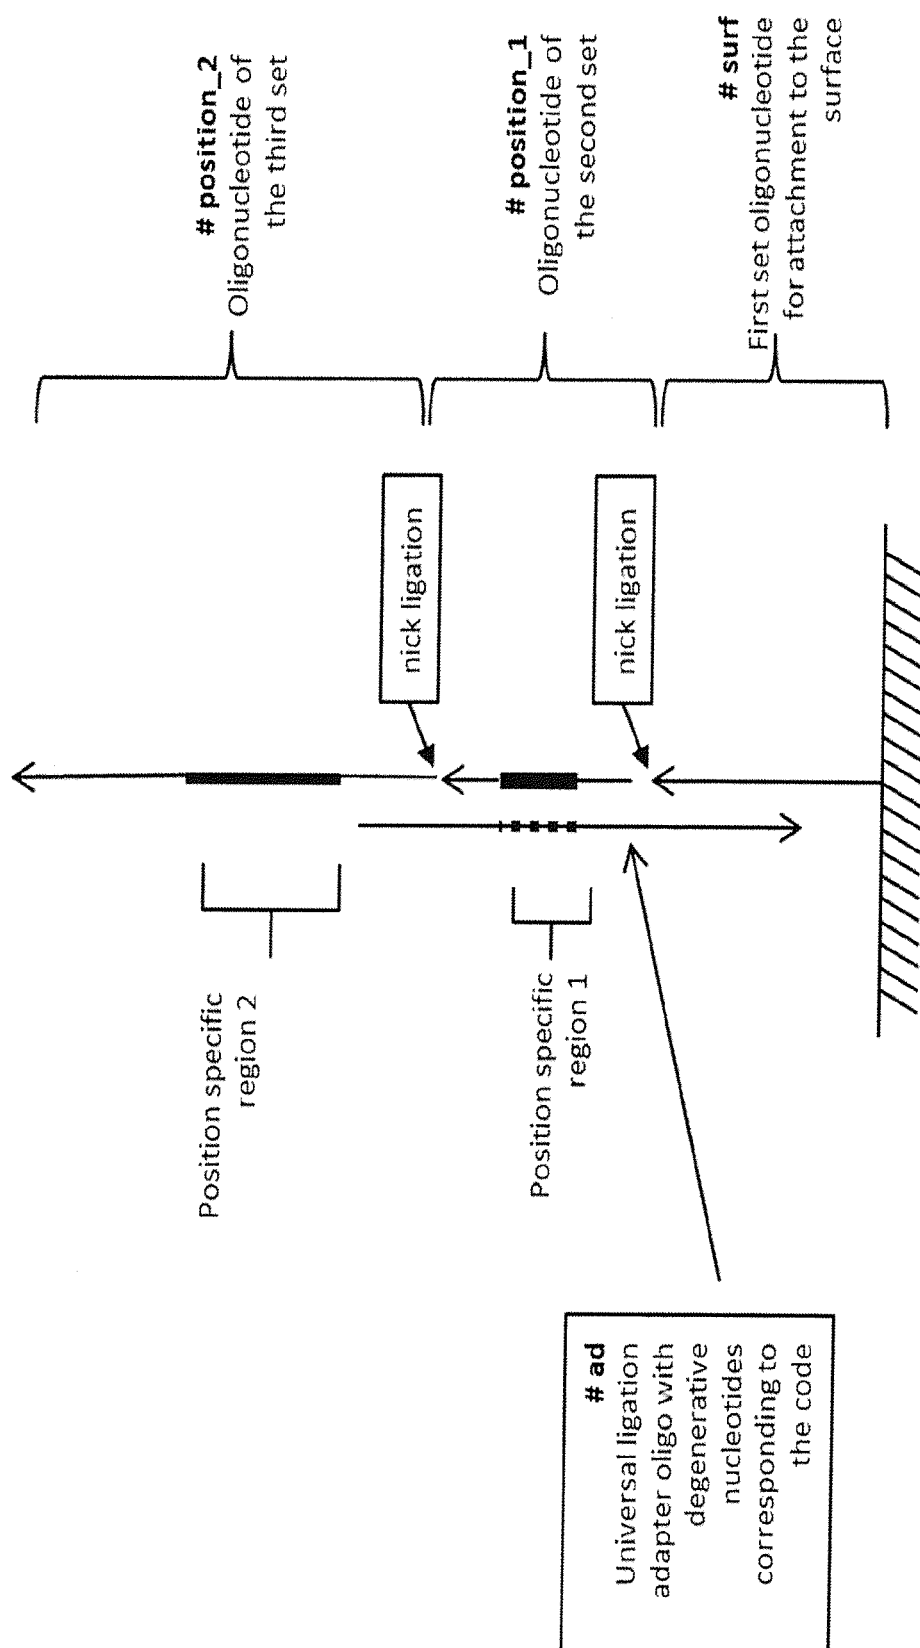 # position_2
Oligonucleotide of
the third set
# position_1
Oligonucleotide of
the second set
# surf
First set oligonucleotide
for attachment to the
surface
nick ligation
nick ligation
Position specific
region 2
Position specific
region 1
# ad
Universal ligation
adapter oligo with
degenerative
nucleotides
corresponding to
the code